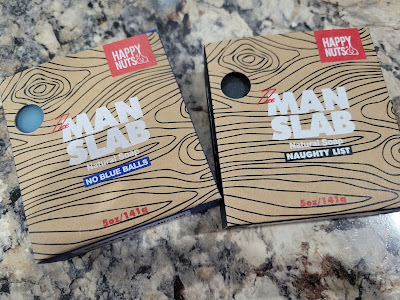 HAPPY
NUTS
The
MAN
SLAB
Natural Soap
NO BLUE BALLS
5oz/141g
HAPPY
NUTS
The
MAN
SLAB
Natural Soap
NAUGHTY LIST
5oz/141g